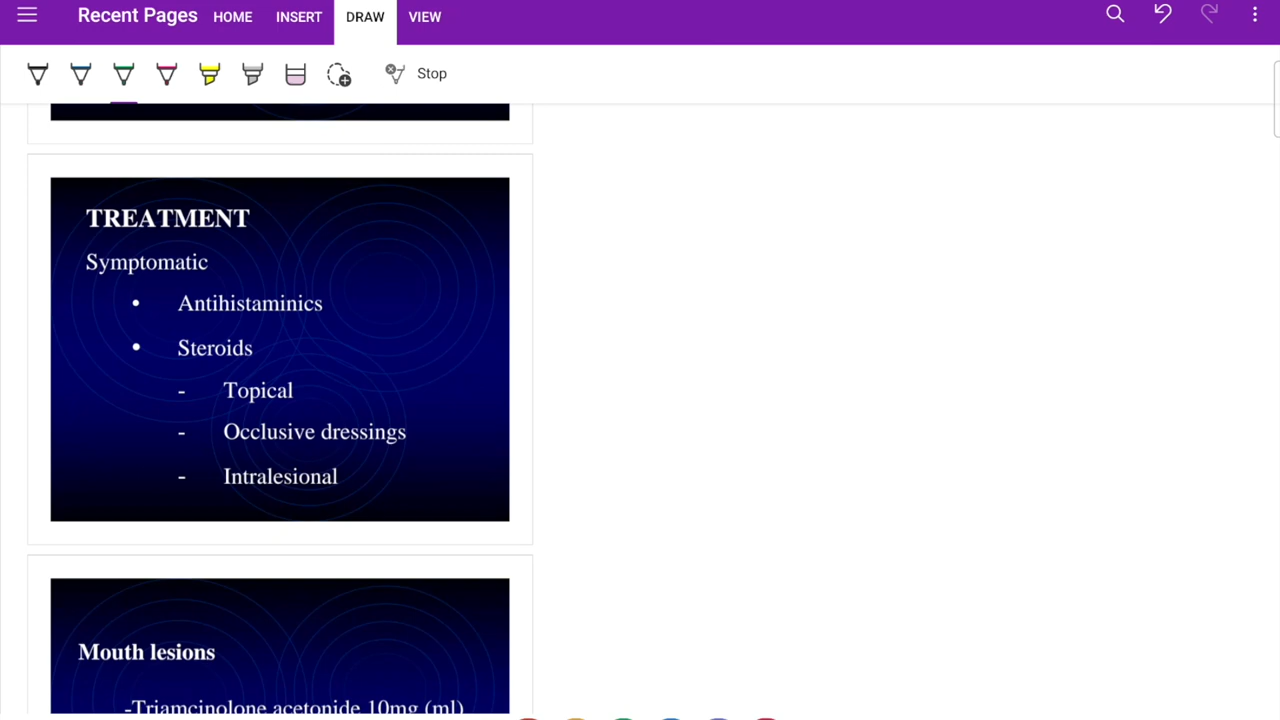 Recent Pages HOME INSERT DRAW VIEW
Stop
TREATMENT
Symptomatic
• Antihistaminics
• Steroids
- Topical
- Occlusive dressings
- Intralesional
Mouth lesions
-Triamcinolone acetonide 10mg (ml)